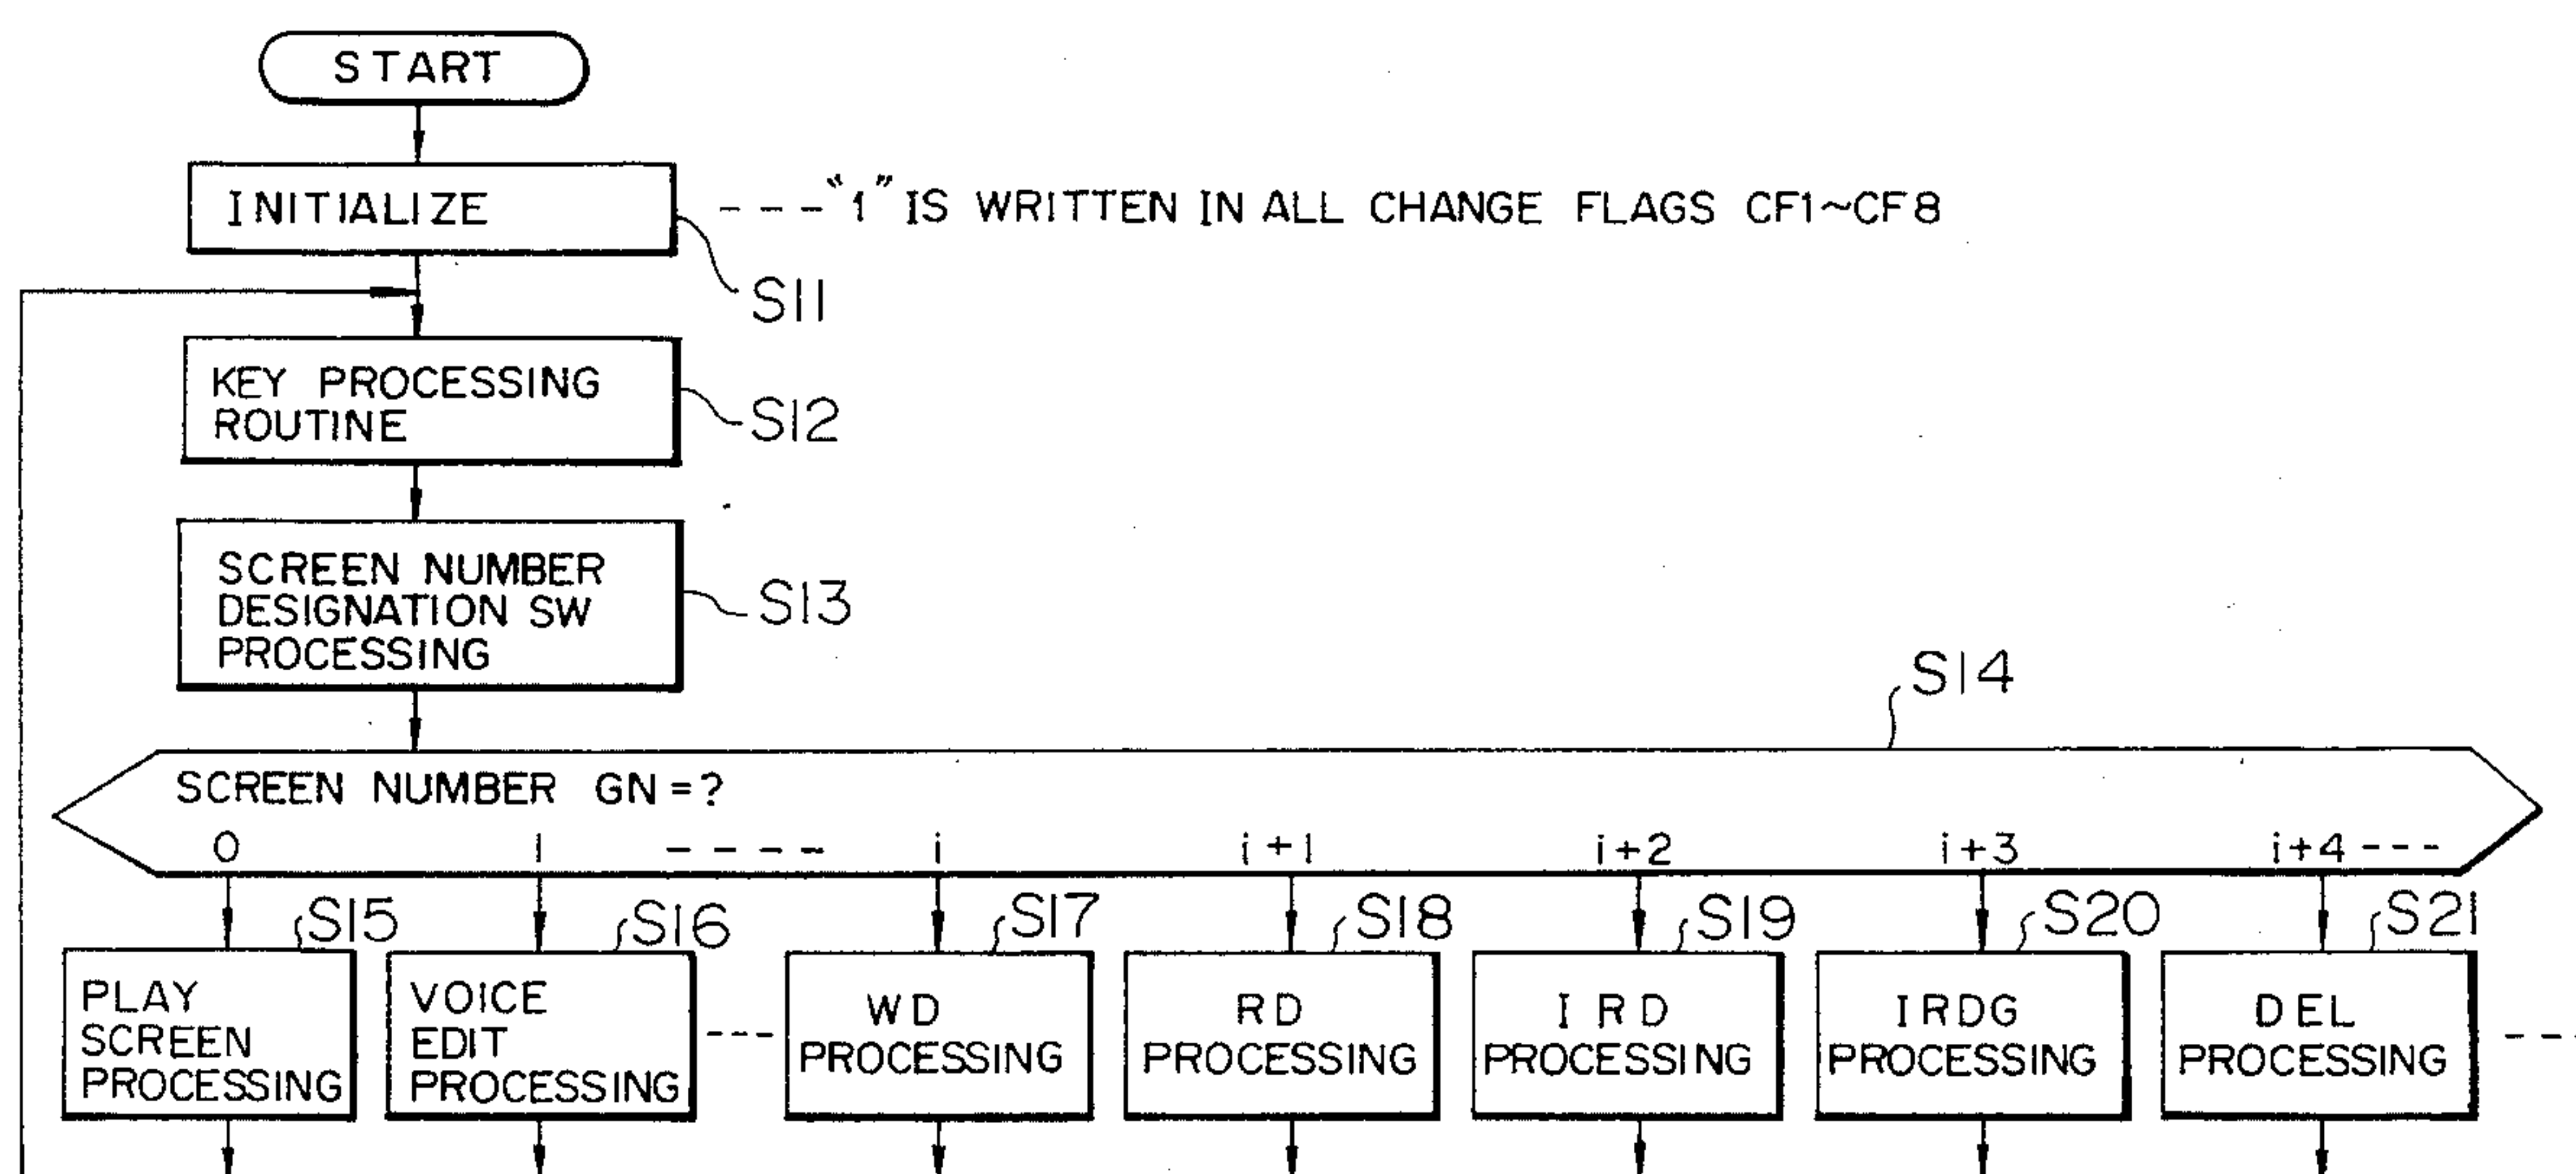 START
INITIALIZE
---"1" IS WRITTEN IN ALL CHANGE FLAGS CF1~CF8
S11
KEY PROCESSING
ROUTINE
S12
SCREEN NUMBER
DESIGNATION SW
PROCESSING
S13
S14
SCREEN NUMBER GN=?
0 1 ---- i i+1 i+2 i+3 i+4---
S15 S16 S17 S18 S19 S20 S21
PLAY
SCREEN
PROCESSING
VOICE
EDIT
PROCESSING
---
WD
PROCESSING
RD
PROCESSING
IRD
PROCESSING
IRDG
PROCESSING
DEL
PROCESSING
---